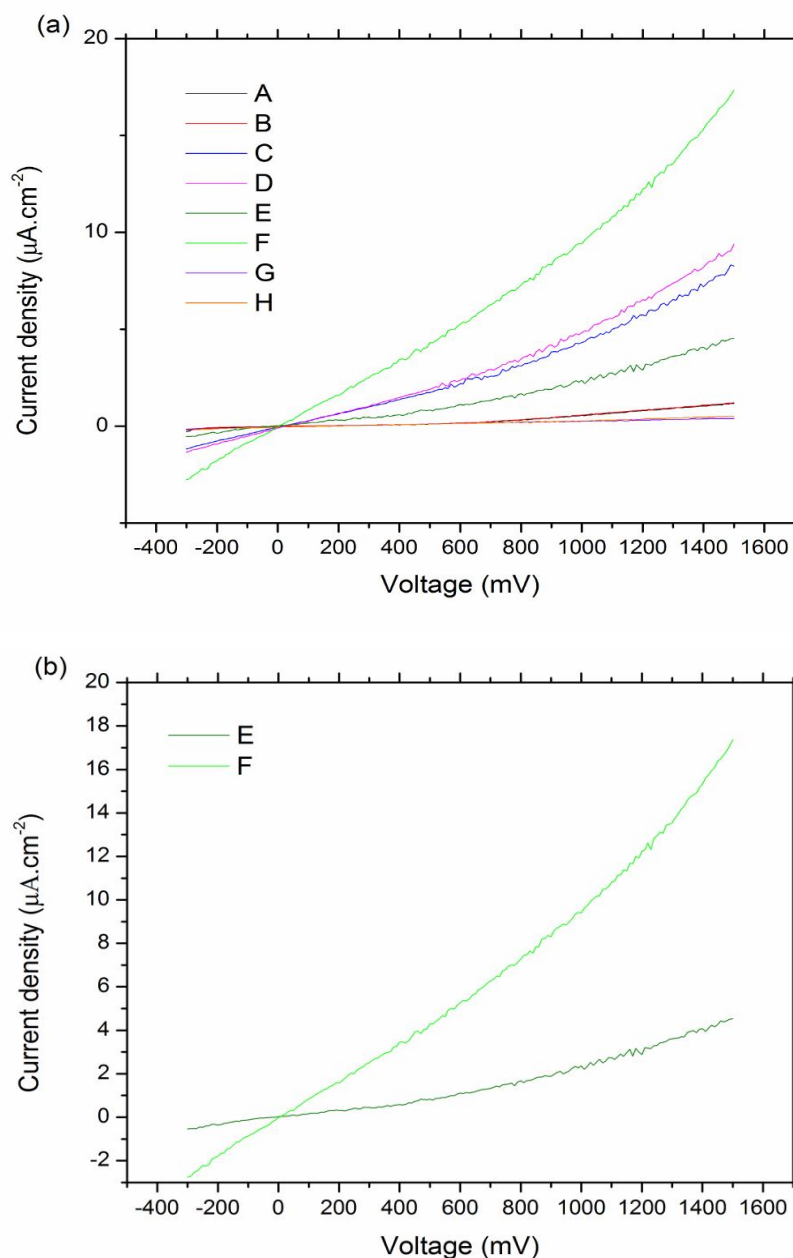 (a)
20
10
0
Current density (μA.cm-2)
A
B
C
D
E
F
G
H
-400 -200 0 200 400 600 800 1000 1200 1400 1600
Voltage (mV)
(b)
20
18
16
14
12
10
8
6
4
2
0
-2
Current density (μA.cm-2)
E
F
-400 -200 0 200 400 600 800 1000 1200 1400 1600
Voltage (mV)